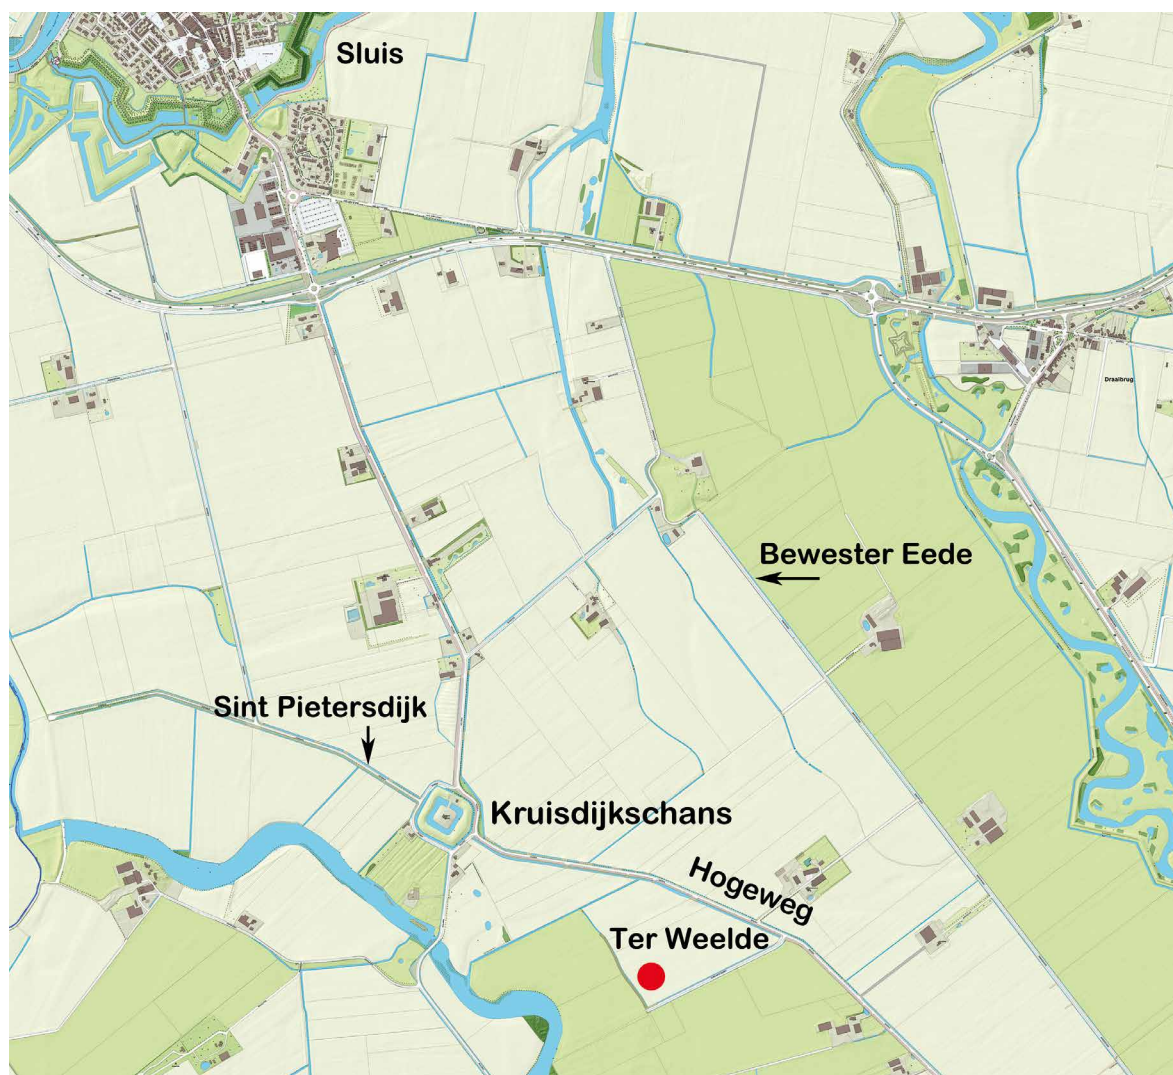 Sluis
Draaibrug
Bewester Eede
Sint Pietersdijk
Kruisdijkschans
Hogeweg
Ter Weelde